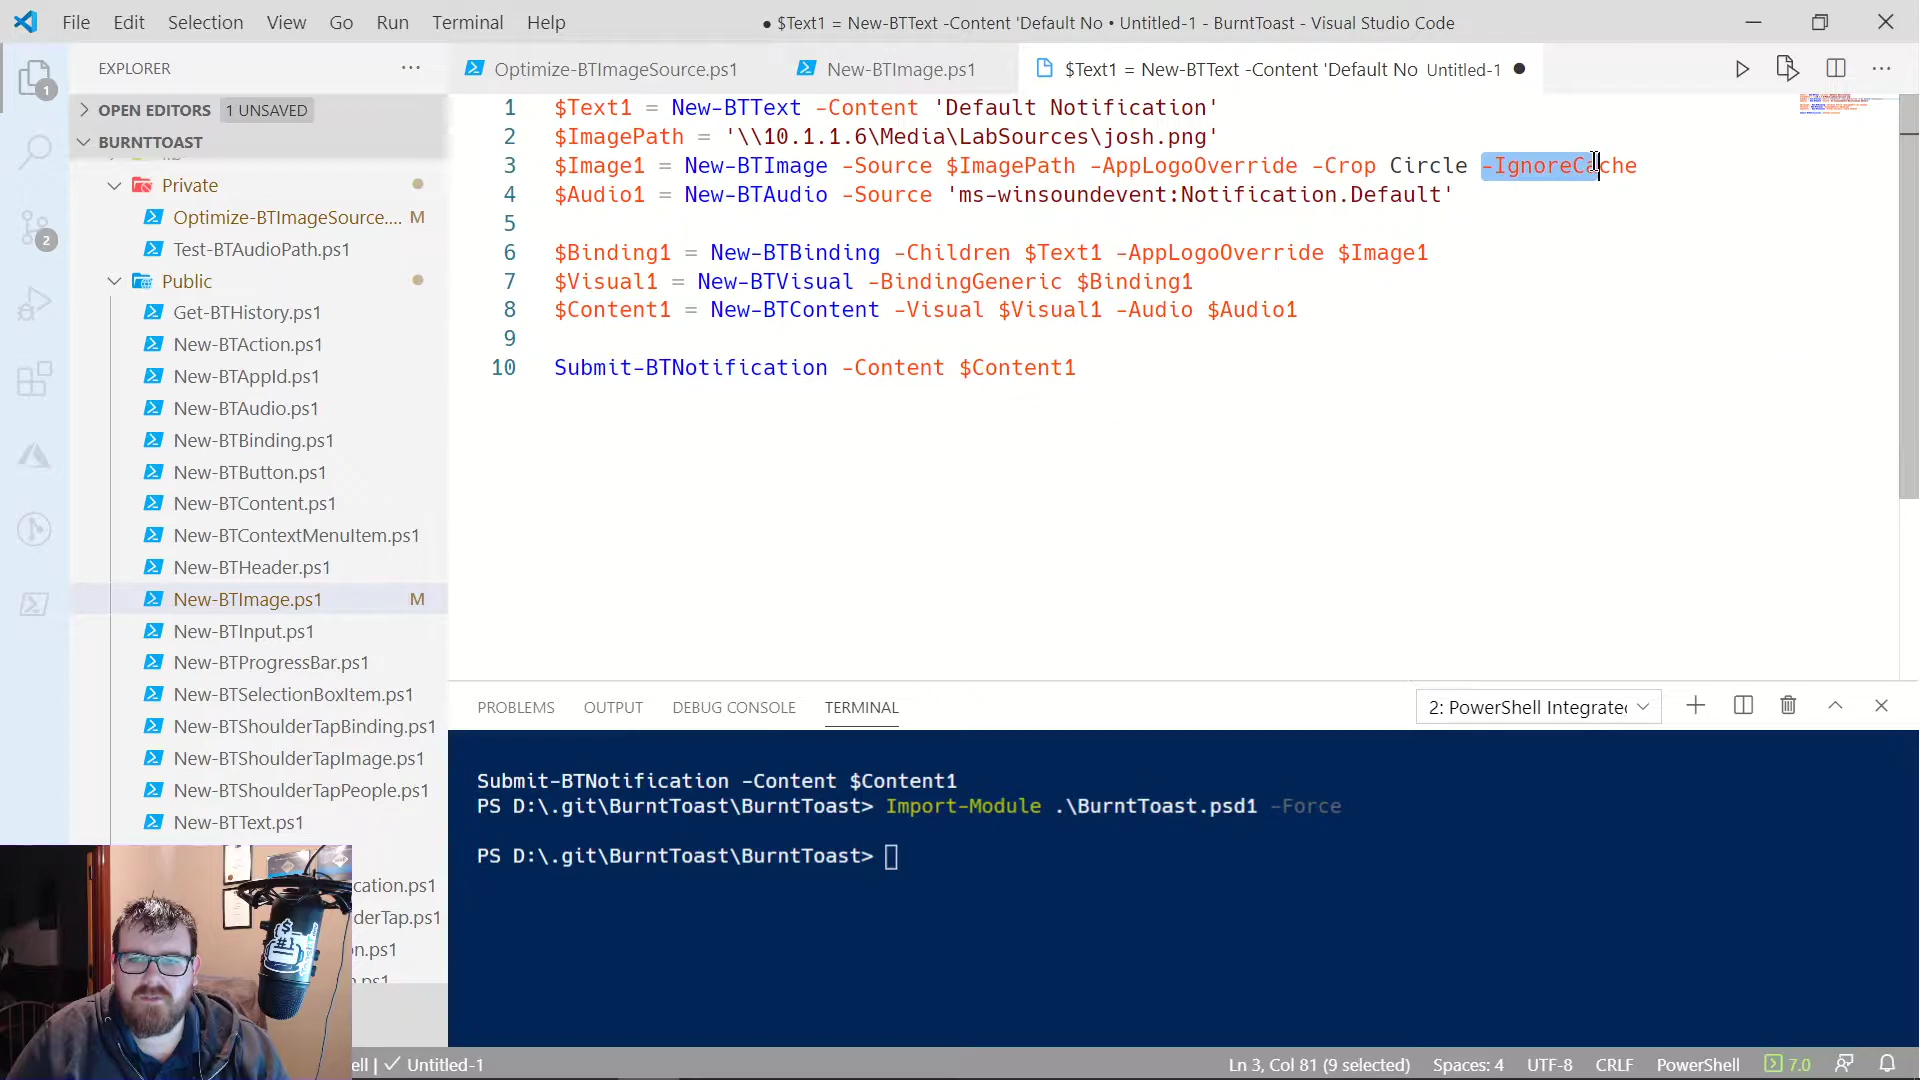 File Edit Selection View Go Run Terminal Help
● $Text1 = New-BTText -Content 'Default No • Untitled-1 - BurntToast - Visual Studio Code
EXPLORER
1
OPEN EDITORS 1 UNSAVED
BURNTTOAST
Private
Optimize-BTImageSource.... M
Test-BTAudioPath.ps1
2
Public
Get-BTHistory.ps1
New-BTAction.ps1
New-BTAppId.ps1
New-BTAudio.ps1
New-BTBinding.ps1
New-BTButton.ps1
New-BTContent.ps1
New-BTContextMenuItem.ps1
New-BTHeader.ps1
New-BTImage.ps1 M
New-BTInput.ps1
New-BTProgressBar.ps1
New-BTSelectionBoxItem.ps1
New-BTShoulderTapBinding.ps1
New-BTShoulderTapImage.ps1
New-BTShoulderTapPeople.ps1
New-BTText.ps1
cation.ps1
derTap.ps1
on.ps1
Optimize-BTImageSource.ps1 New-BTImage.ps1 $Text1 = New-BTText -Content 'Default No Untitled-1 ●
1 $Text1 = New-BTText -Content 'Default Notification'
2 $ImagePath = '\\10.1.1.6\Media\LabSources\josh.png'
3 $Image1 = New-BTImage -Source $ImagePath -AppLogoOverride -Crop Circle -IgnoreCache
4 $Audio1 = New-BTAudio -Source 'ms-winsoundevent:Notification.Default'
5
6 $Binding1 = New-BTBinding -Children $Text1 -AppLogoOverride $Image1
7 $Visual1 = New-BTVisual -BindingGeneric $Binding1
8 $Content1 = New-BTContent -Visual $Visual1 -Audio $Audio1
9
10 Submit-BTNotification -Content $Content1
PROBLEMS OUTPUT DEBUG CONSOLE TERMINAL 2: PowerShell Integrate
Submit-BTNotification -Content $Content1
PS D:\.git\BurntToast\BurntToast> Import-Module .\BurntToast.psd1 -Force
PS D:\.git\BurntToast\BurntToast>
ell | ✓ Untitled-1 Ln 3, Col 81 (9 selected) Spaces: 4 UTF-8 CRLF PowerShell 7.0